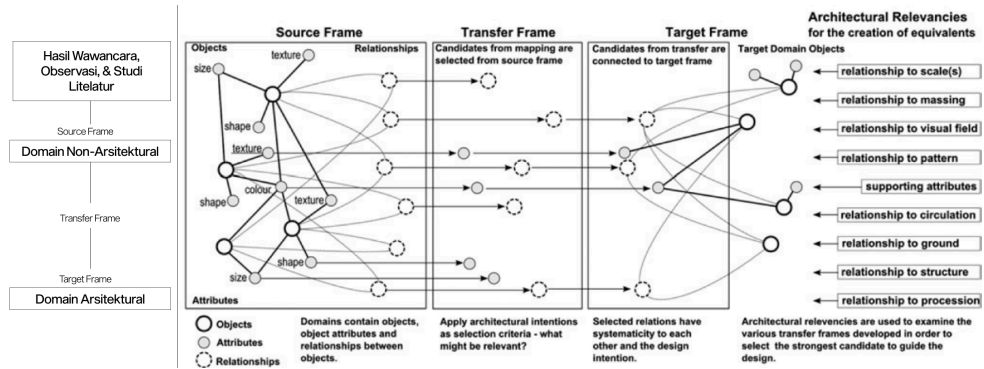 Hasil Wawancara,
Observasi, & Studi
Litelatur
Source Frame
Domain Non-Arsitektural
Transfer Frame
Target Frame
Domain Arsitektural
Source Frame
Objects
Relationships
texture
size
shape
texture
colour
shape
texture
shape
size
Attributes
Transfer Frame
Candidates from mapping are
selected from source frame
Target Frame
Candidates from transfer are
connected to target frame
Architectural Relevancies
for the creation of equivalents
Target Domain Objects
relationship to scale(s)
relationship to massing
relationship to visual field
relationship to pattern
supporting attributes
relationship to circulation
relationship to ground
relationship to structure
relationship to procession
Objects
Attributes
Relationships
Domains contain objects,
object attributes and
relationships between
objects.
Apply architectural intentions
as selection criteria - what
might be relevant?
Selected relations have
systematicity to each
other and the design
intention.
Architectural relevencies are used to examine the
various transfer frames developed in order to
select the strongest candidate to guide the
design.